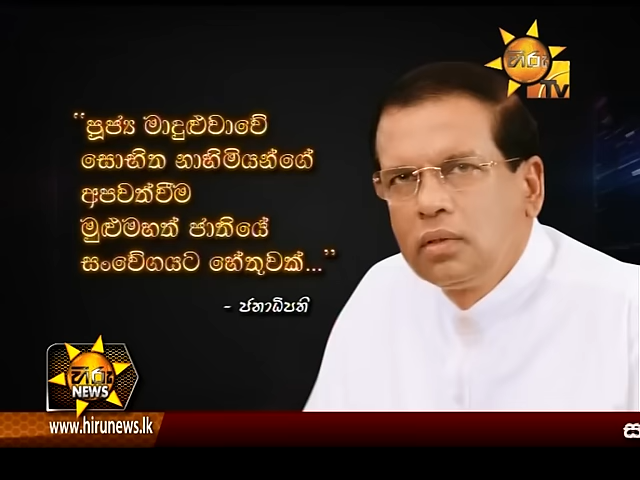 හිරු
TV
“පූජ්‍ය මාදුළුවාවේ
සොභිත නාහිමියන්ගේ
අපවත්වීම
මුළුමහත් ජාතියේ
සංවේගයට හේතුවක්...”
- ජනාධිපති
හිරු
NEWS
www.hirunews.lk